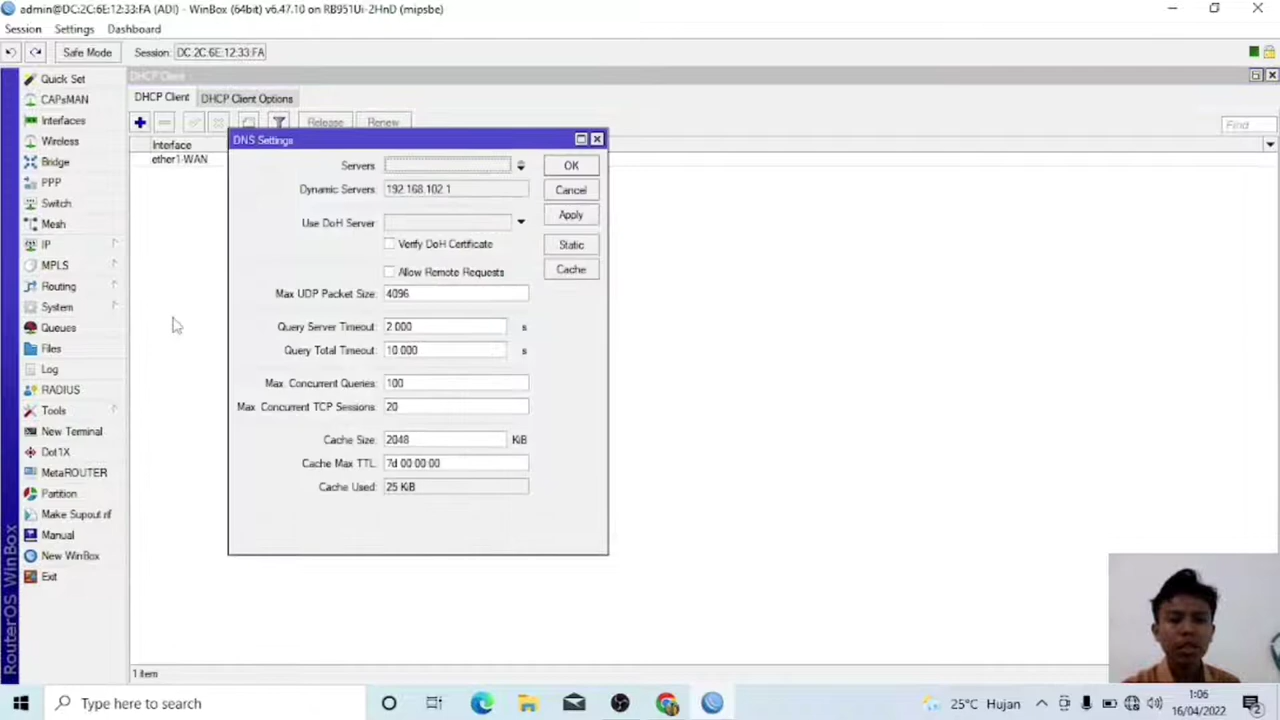 admin@DC:2C:6E:12:33:FA (ADI) - WinBox (64bit) v6.47.10 on RB951Ui-2HnD (mipsbe)
Session Settings Dashboard
Safe Mode Session: DC:2C:6E:12:33:FA
Quick Set
CAPsMAN
Interfaces
Wireless
Bridge
PPP
Switch
Mesh
IP
MPLS
Routing
System
Queues
Files
Log
RADIUS
Tools
New Terminal
Dot1X
MetaROUTER
Partition
Make Supout.rif
Manual
New WinBox
Exit
RouterOS WinBox
DHCP Client
DHCP Client DHCP Client Options
Release Renew
Find
Interface
ether1-WAN
DNS Settings
Servers:
Dynamic Servers: 192.168.102.1
Use DoH Server:
Verify DoH Certificate
Allow Remote Requests
Max UDP Packet Size: 4096
Query Server Timeout: 2.000 s
Query Total Timeout: 10.000 s
Max. Concurrent Queries: 100
Max. Concurrent TCP Sessions: 20
Cache Size: 2048 KiB
Cache Max TTL: 7d 00:00:00
Cache Used: 25 KiB
OK
Cancel
Apply
Static
Cache
1 item
Type here to search
25°C Hujan
1:06
16/04/2022
2